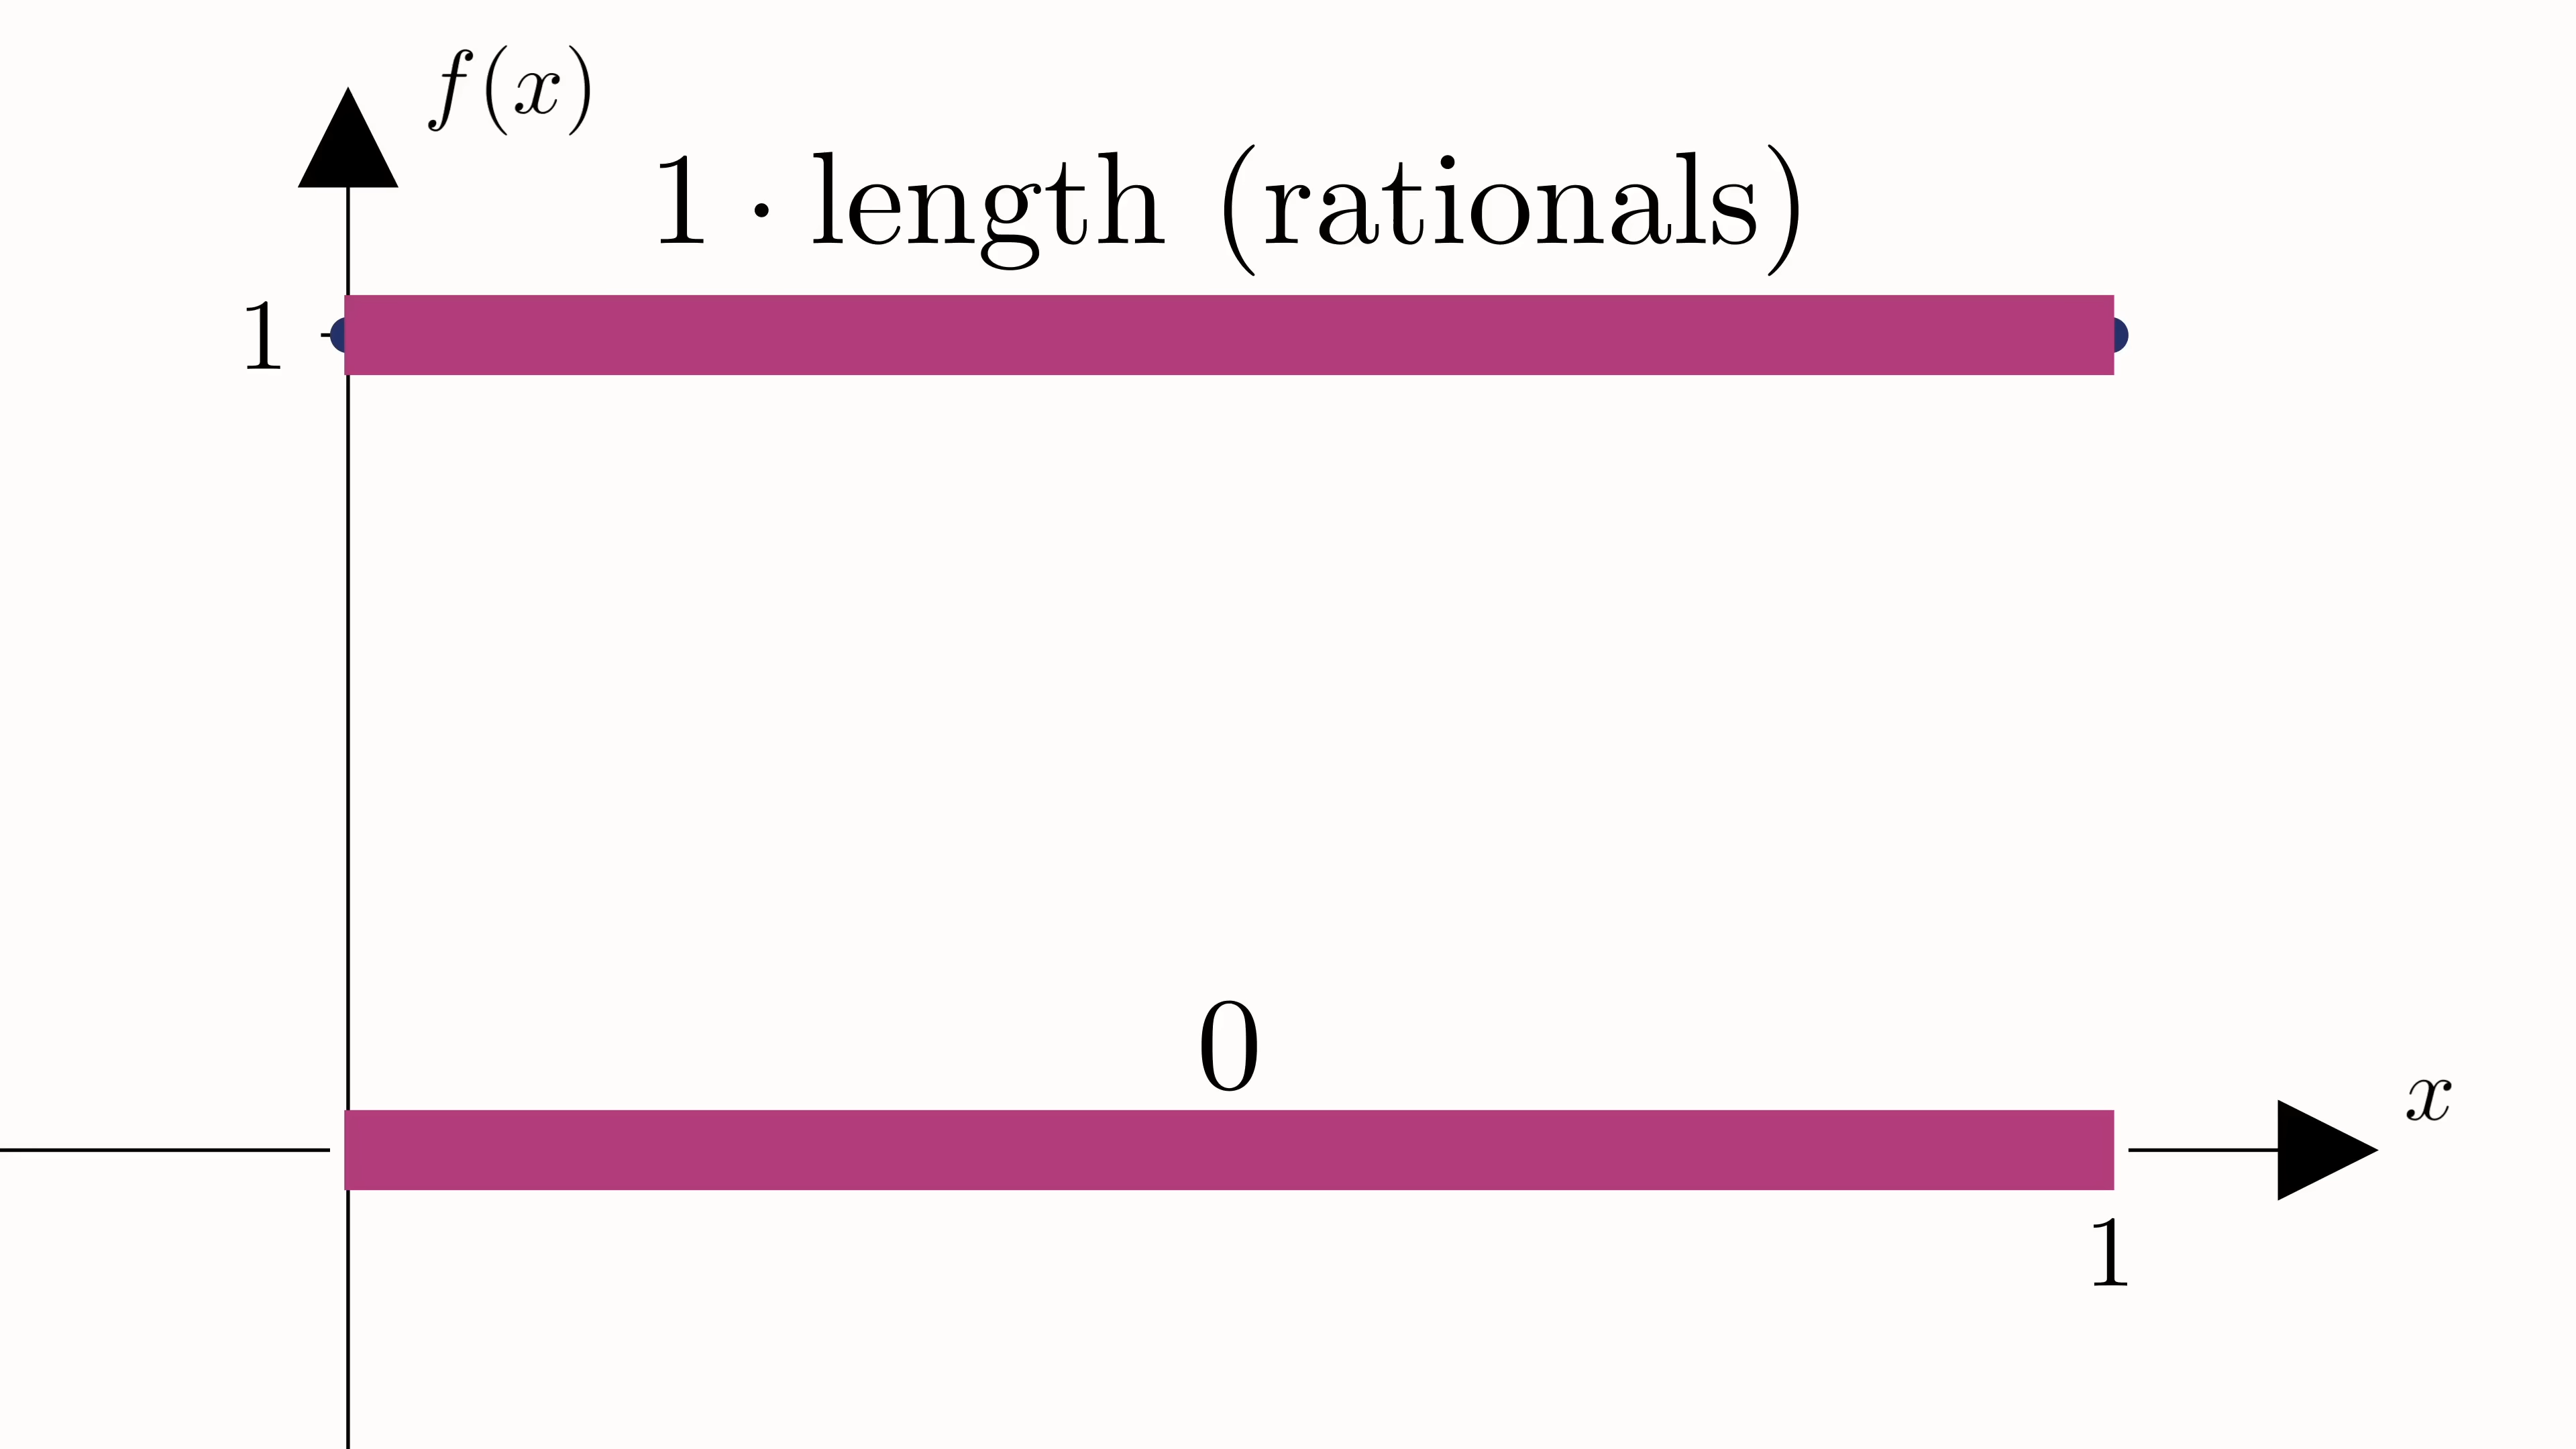 f(x)
1 · length (rationals)
1
0
x
1